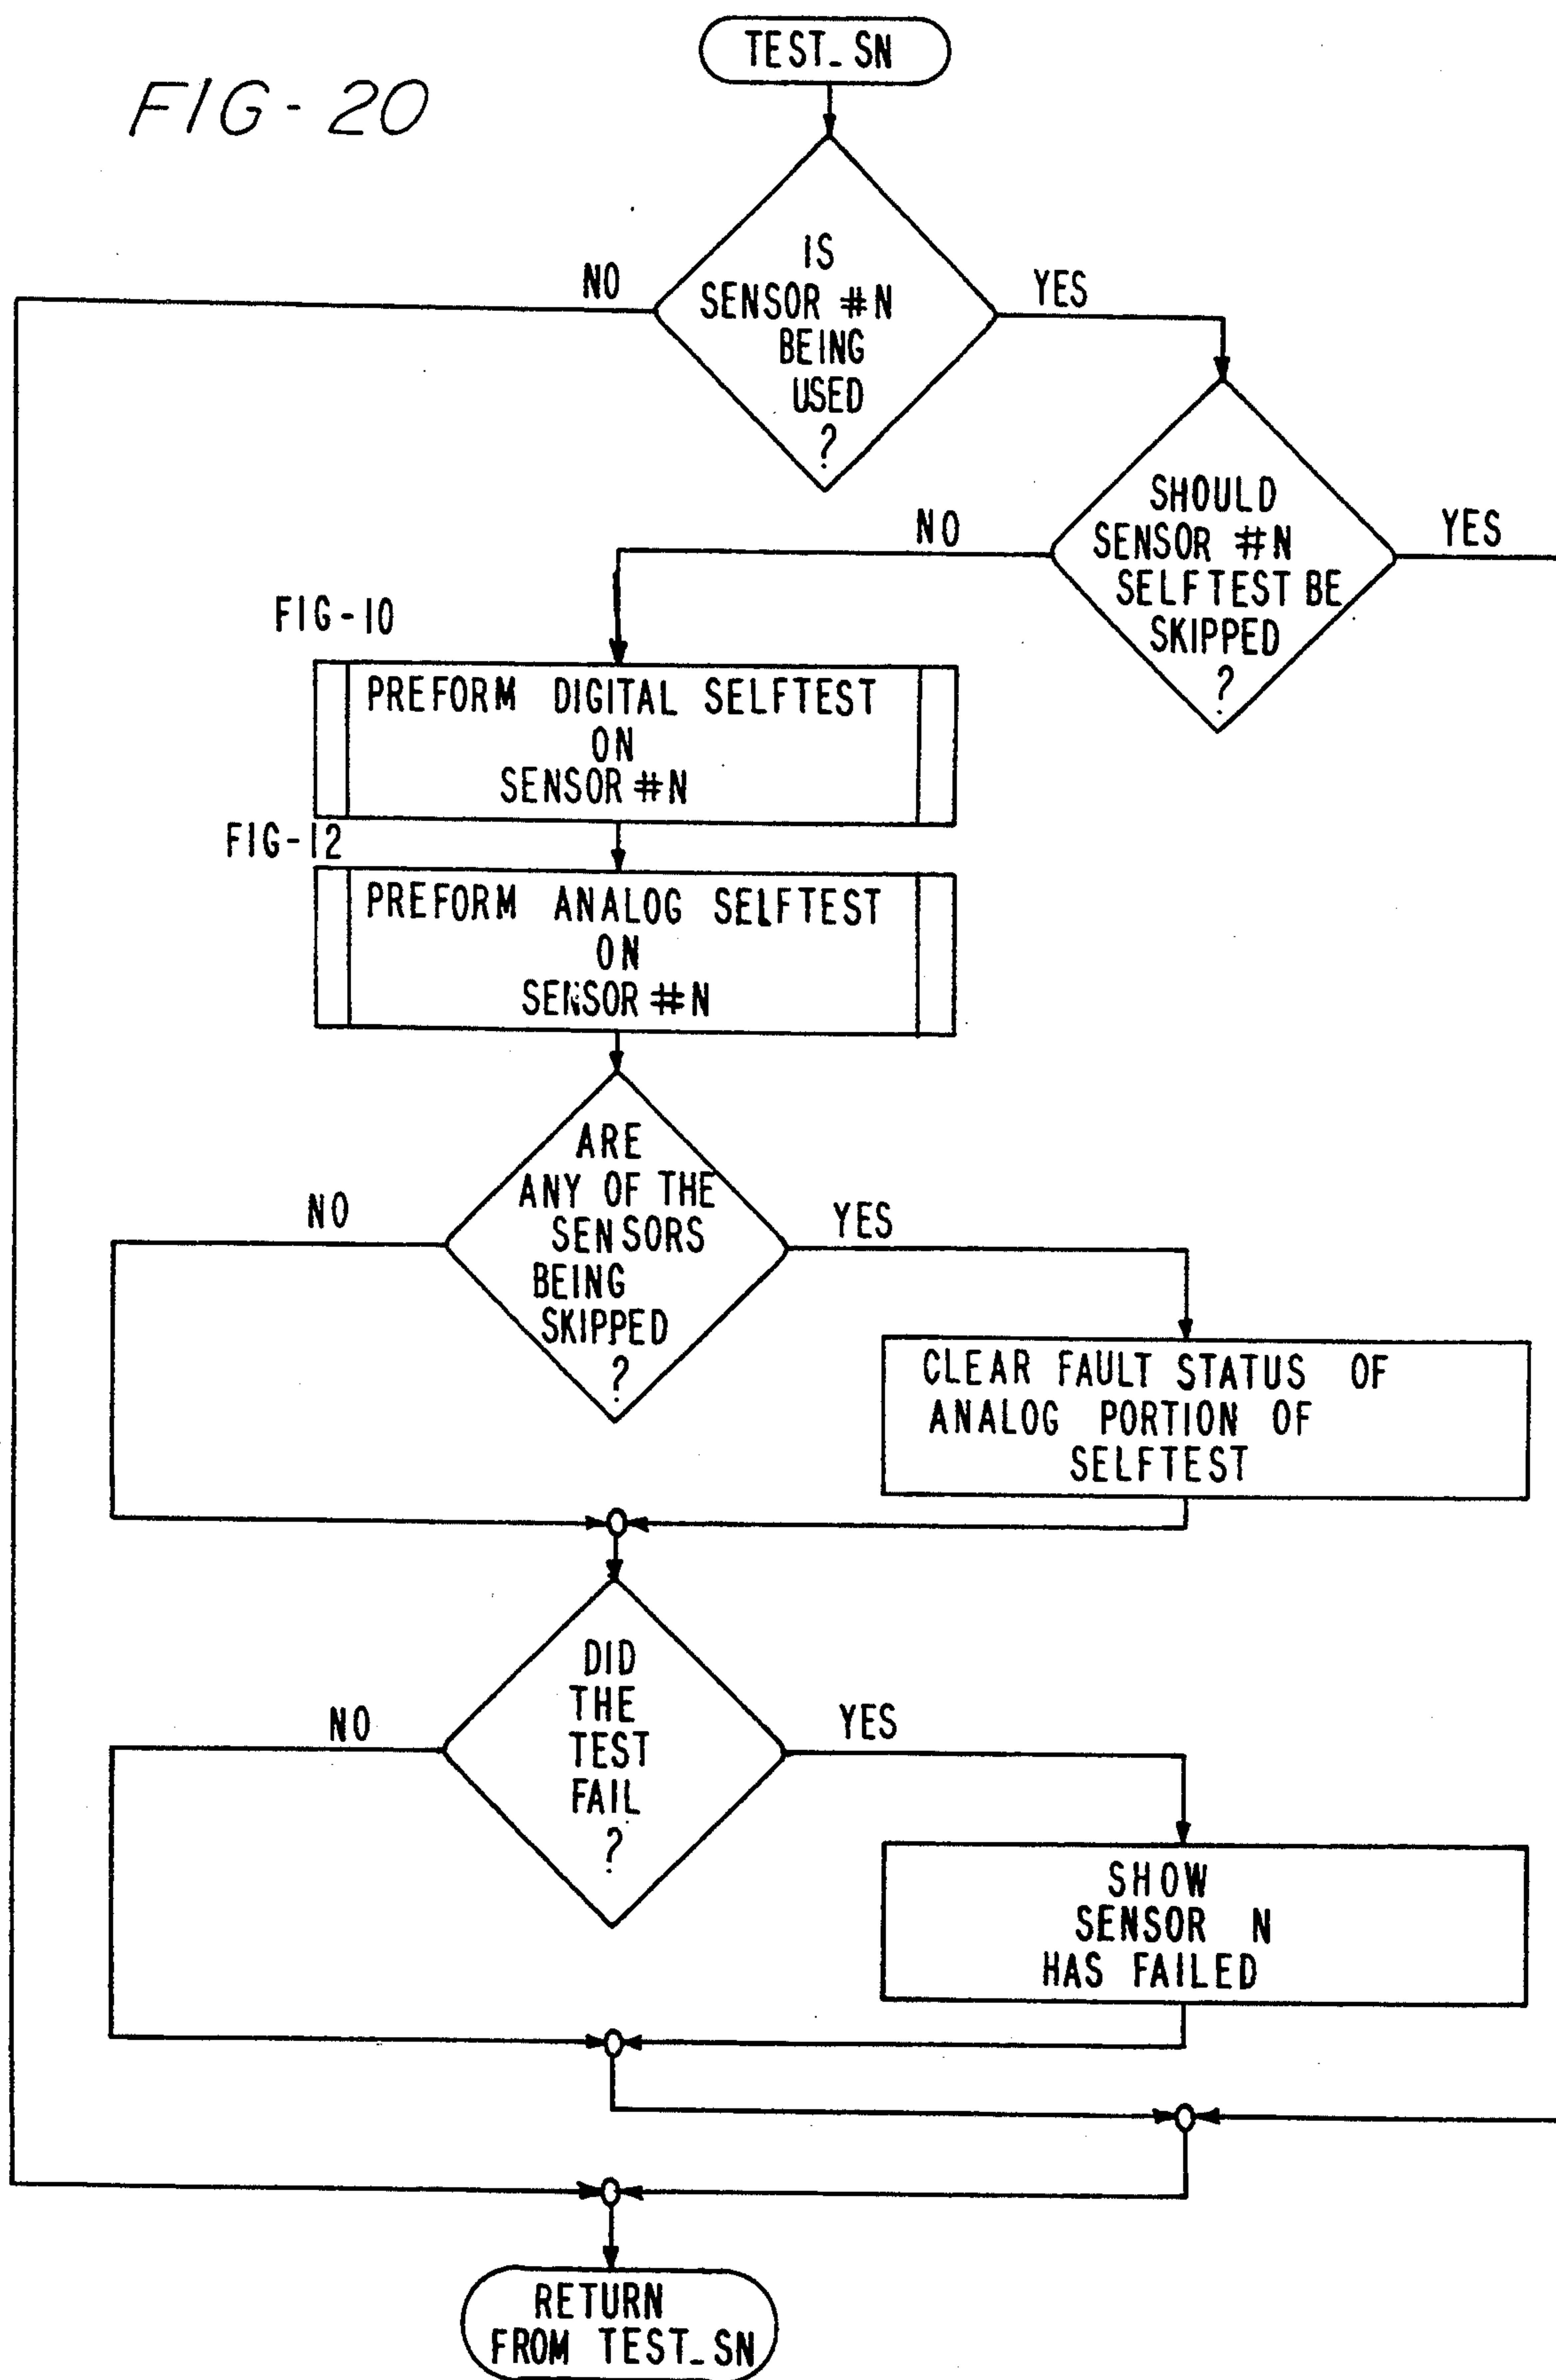 TEST_SN
FIG-20
IS
SENSOR #N
BEING
USED
?
NO
YES
SHOULD
SENSOR #N
SELFTEST BE
SKIPPED
?
NO
YES
FIG-10
PREFORM DIGITAL SELFTEST
ON
SENSOR #N
FIG-12
PREFORM ANALOG SELFTEST
ON
SENSOR #N
ARE
ANY OF THE
SENSORS
BEING
SKIPPED
?
NO
YES
CLEAR FAULT STATUS OF
ANALOG PORTION OF
SELFTEST
DID
THE
TEST
FAIL
?
NO
YES
SHOW
SENSOR N
HAS FAILED
RETURN
FROM TEST_SN